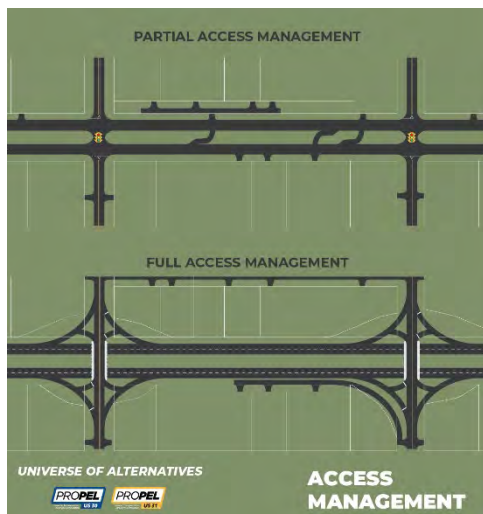 PARTIAL ACCESS MANAGEMENT
FULL ACCESS MANAGEMENT
UNIVERSE OF ALTERNATIVES
PROPEL
US 30
PROPEL
US 31
ACCESS
MANAGEMENT